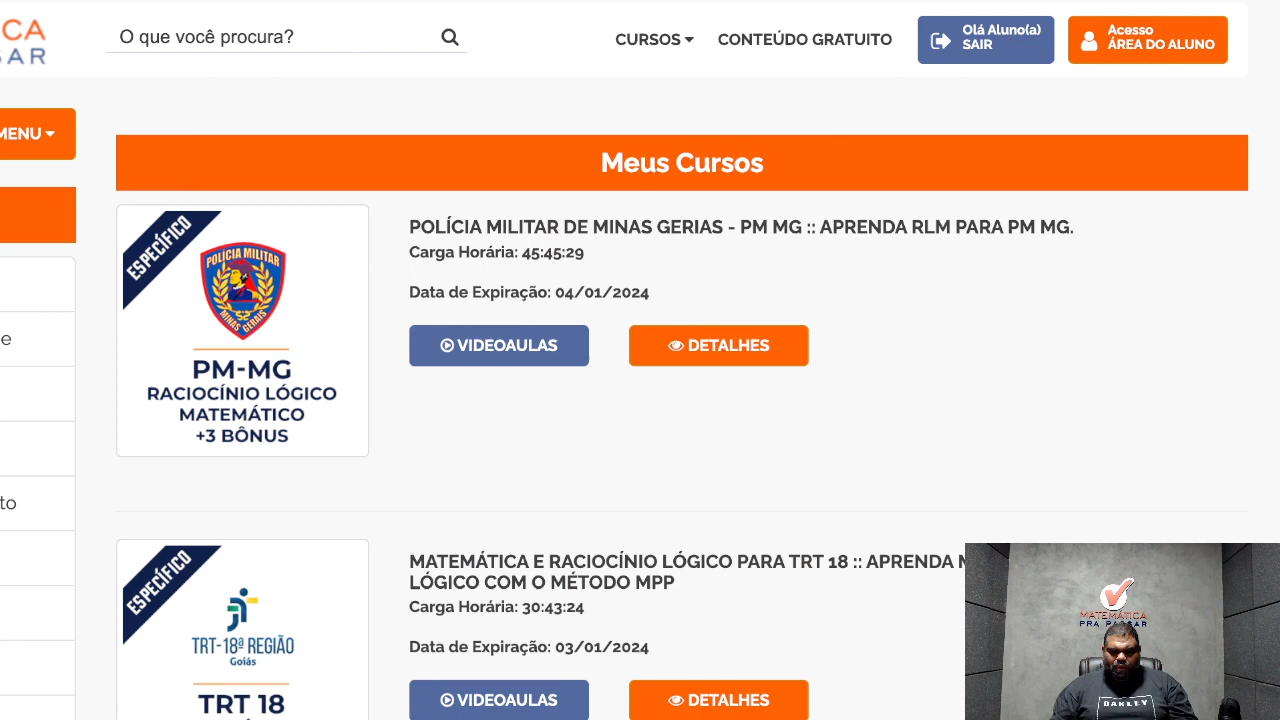 CA
SAR
O que você procura?
CURSOS
CONTEÚDO GRATUITO
Olá Aluno(a)
SAIR
Acesso
ÁREA DO ALUNO
MENU
Meus Cursos
e
to
ESPECÍFICO
POLICIA MILITAR
MINAS GERAIS
PM-MG
RACIOCÍNIO LÓGICO
MATEMÁTICO
+3 BÔNUS
POLÍCIA MILITAR DE MINAS GERIAS - PM MG :: APRENDA RLM PARA PM MG.
Carga Horária: 45:45:29
Data de Expiração: 04/01/2024
VIDEOAULAS
DETALHES
ESPECÍFICO
TRT-18ª REGIÃO
Goiás
TRT 18
MATEMÁTICA E RACIOCÍNIO LÓGICO PARA TRT 18 :: APRENDA M
LÓGICO COM O MÉTODO MPP
Carga Horária: 30:43:24
Data de Expiração: 03/01/2024
VIDEOAULAS
DETALHES
MATEMÁTICA
PRA PASSAR
OAKLEY